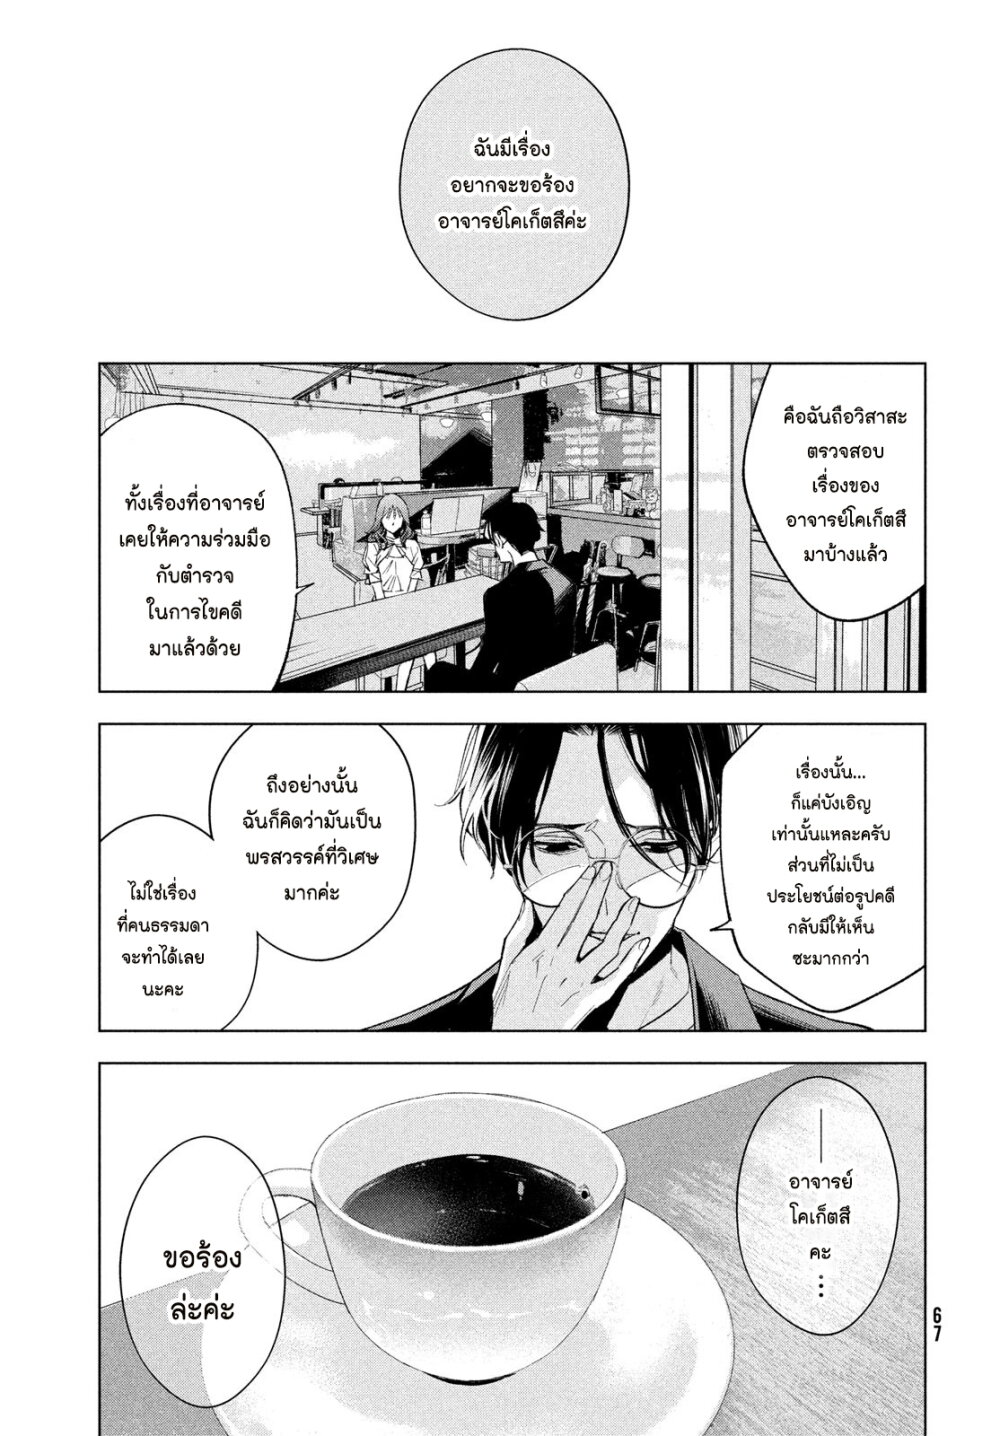 ฉันมีเรื่อง
อยากจะขอร้อง
อาจารย์โคเก็ตสึค่ะ
คือฉันถือวิสาสะ
ตรวจสอบ
เรื่องของ
อาจารย์โคเก็ตสึ
มาบ้างแล้ว
ทั้งเรื่องที่อาจารย์
เคยให้ความร่วมมือ
กับตำรวจ
ในการไขคดี
มาแล้วด้วย
เรื่องนั้น...
ก็แค่บังเอิญ
เท่านั้นแหละครับ
ส่วนที่ไม่เป็น
ประโยชน์ต่อรูปคดี
กลับมีให้เห็น
ซะมากกว่า
ถึงอย่างนั้น
ฉันก็คิดว่ามันเป็น
พรสวรรค์ที่วิเศษ
มากค่ะ
ไม่ใช่เรื่อง
ที่คนธรรมดา
จะทำได้เลย
นะคะ
—
อาจารย์
โคเก็ตสึ
คะ
...
ขอร้อง
ล่ะค่ะ
67